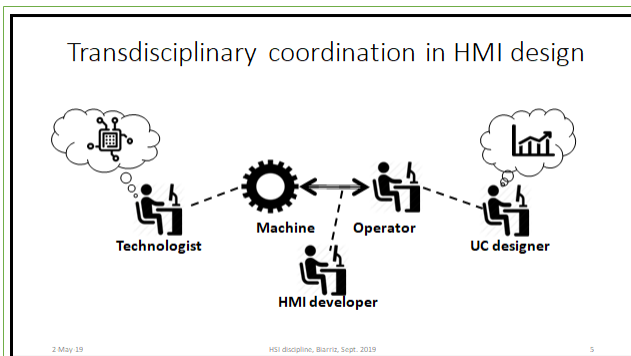 Transdisciplinary coordination in HMI design
Machine
Operator
Technologist
UC designer
HMI developer
2 May-19
HSI discipline, Biarriz, Sept. 2019
5